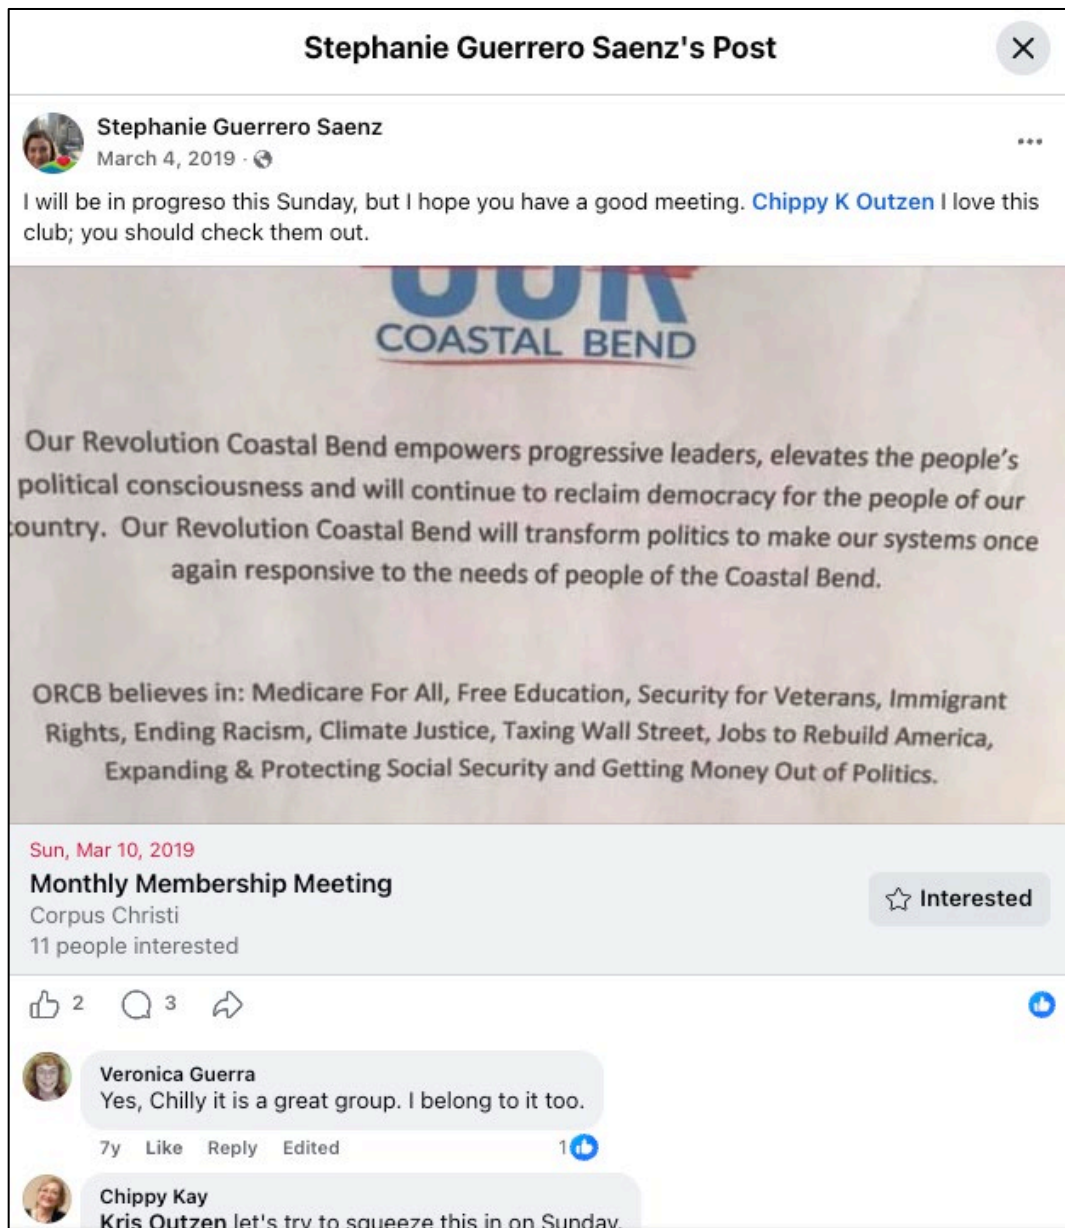 Stephanie Guerrero Saenz's Post
Stephanie Guerrero Saenz
March 4, 2019 ·
I will be in progreso this Sunday, but I hope you have a good meeting. Chippy K Outzen I love this
club; you should check them out.
OUR
COASTAL BEND
Our Revolution Coastal Bend empowers progressive leaders, elevates the people's
political consciousness and will continue to reclaim democracy for the people of our
country. Our Revolution Coastal Bend will transform politics to make our systems once
again responsive to the needs of people of the Coastal Bend.
ORCB believes in: Medicare For All, Free Education, Security for Veterans, Immigrant
Rights, Ending Racism, Climate Justice, Taxing Wall Street, Jobs to Rebuild America,
Expanding & Protecting Social Security and Getting Money Out of Politics.
Sun, Mar 10, 2019
Monthly Membership Meeting
Corpus Christi
11 people interested
Interested
2 3
Veronica Guerra
Yes, Chilly it is a great group. I belong to it too.
7y Like Reply Edited 1
Chippy Kay
Kris Outzen let's try to squeeze this in on Sunday.